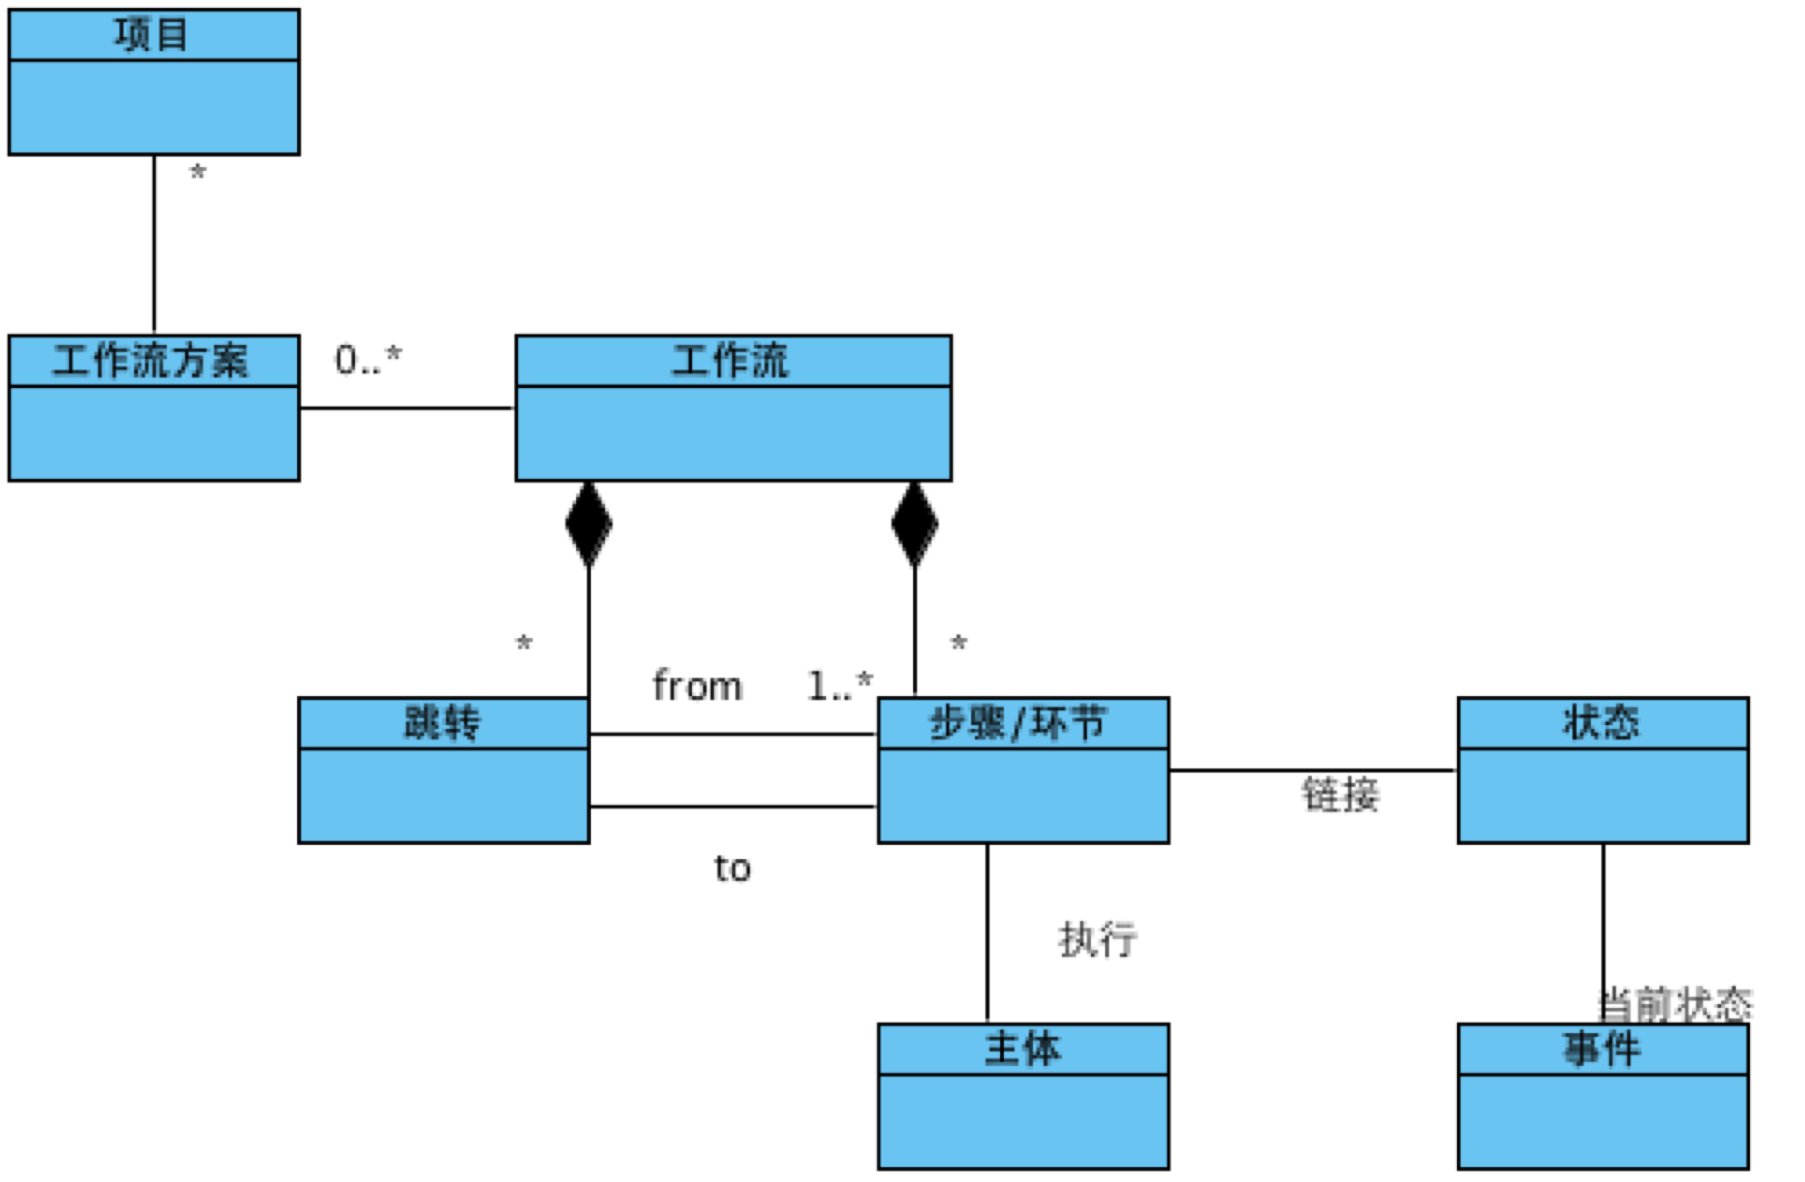 项目
*
工作流方案
0..*
工作流
*
*
from
1..*
跳转
步骤/环节
状态
链接
to
执行
当前状态
主体
事件